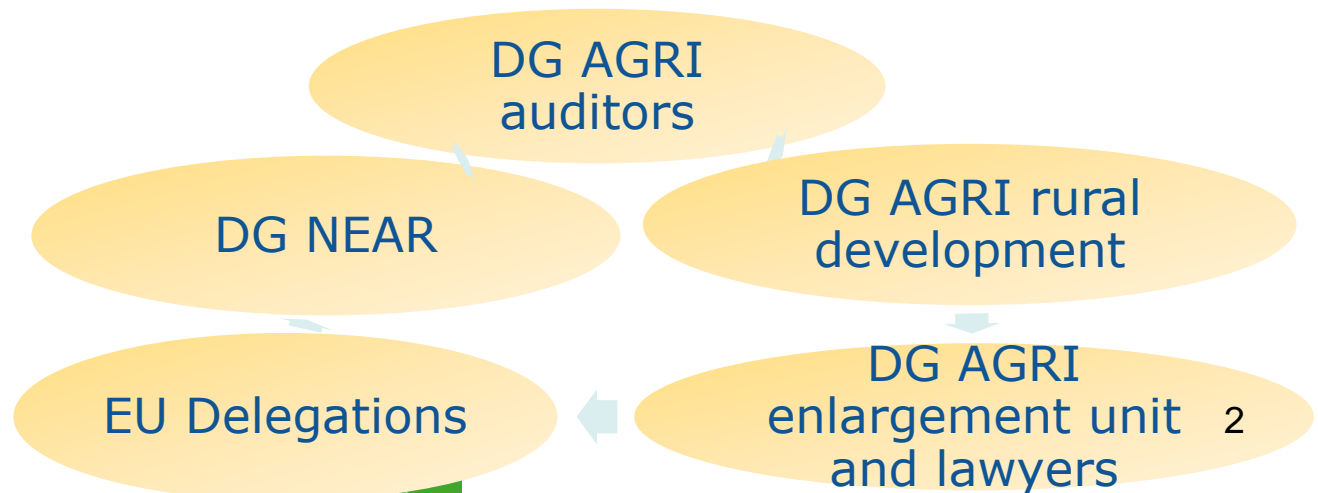 DG AGRI
auditors
DG NEAR
DG AGRI rural
development
EU Delegations
DG AGRI
enlargement unit
and lawyers
2